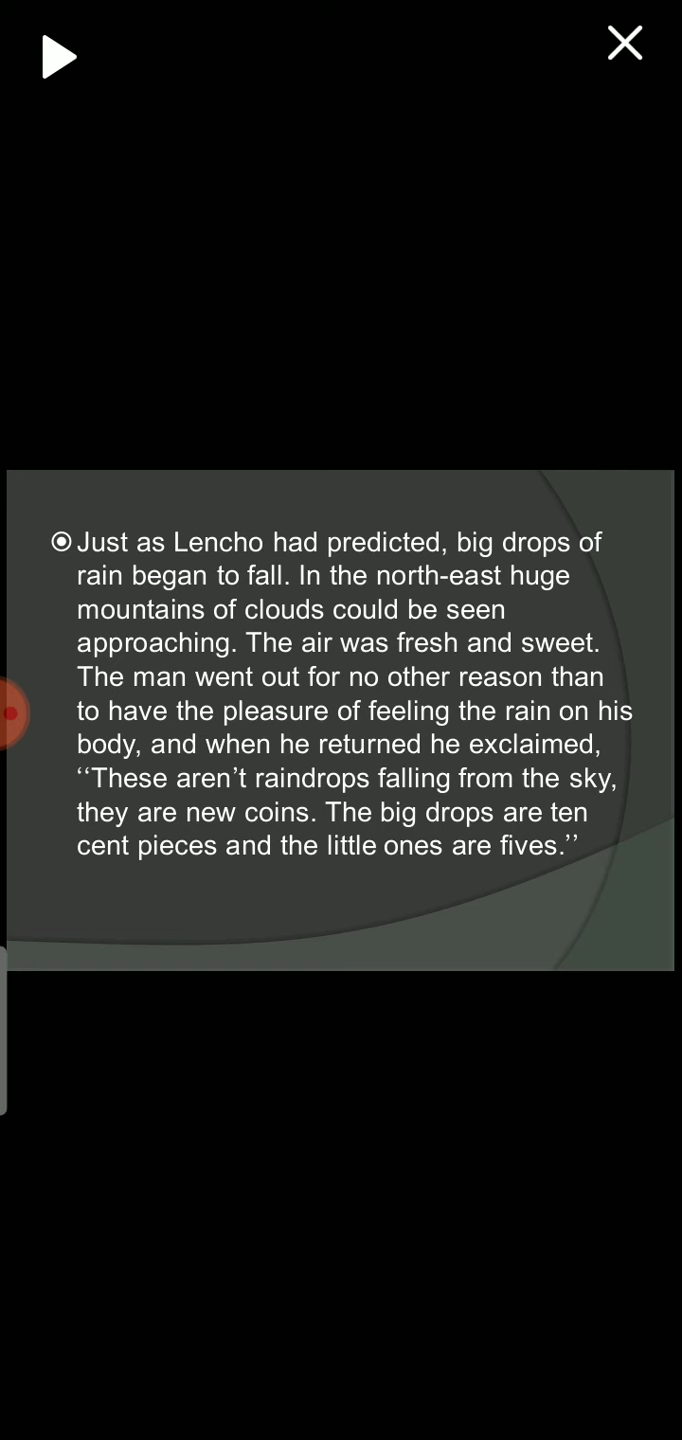 Just as Lencho had predicted, big drops of
rain began to fall. In the north-east huge
mountains of clouds could be seen
approaching. The air was fresh and sweet.
The man went out for no other reason than
to have the pleasure of feeling the rain on his
body, and when he returned he exclaimed,
‘‘These aren’t raindrops falling from the sky,
they are new coins. The big drops are ten
cent pieces and the little ones are fives.’’